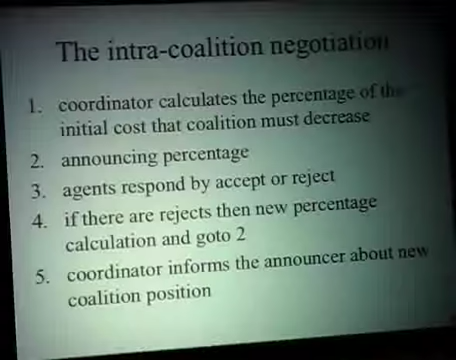 The intra-coalition negotiation
1. coordinator calculates the percentage of the
initial cost that coalition must decrease
2. announcing percentage
3. agents respond by accept or reject
4. if there are rejects then new percentage
calculation and goto 2
5. coordinator informs the announcer about new
coalition position